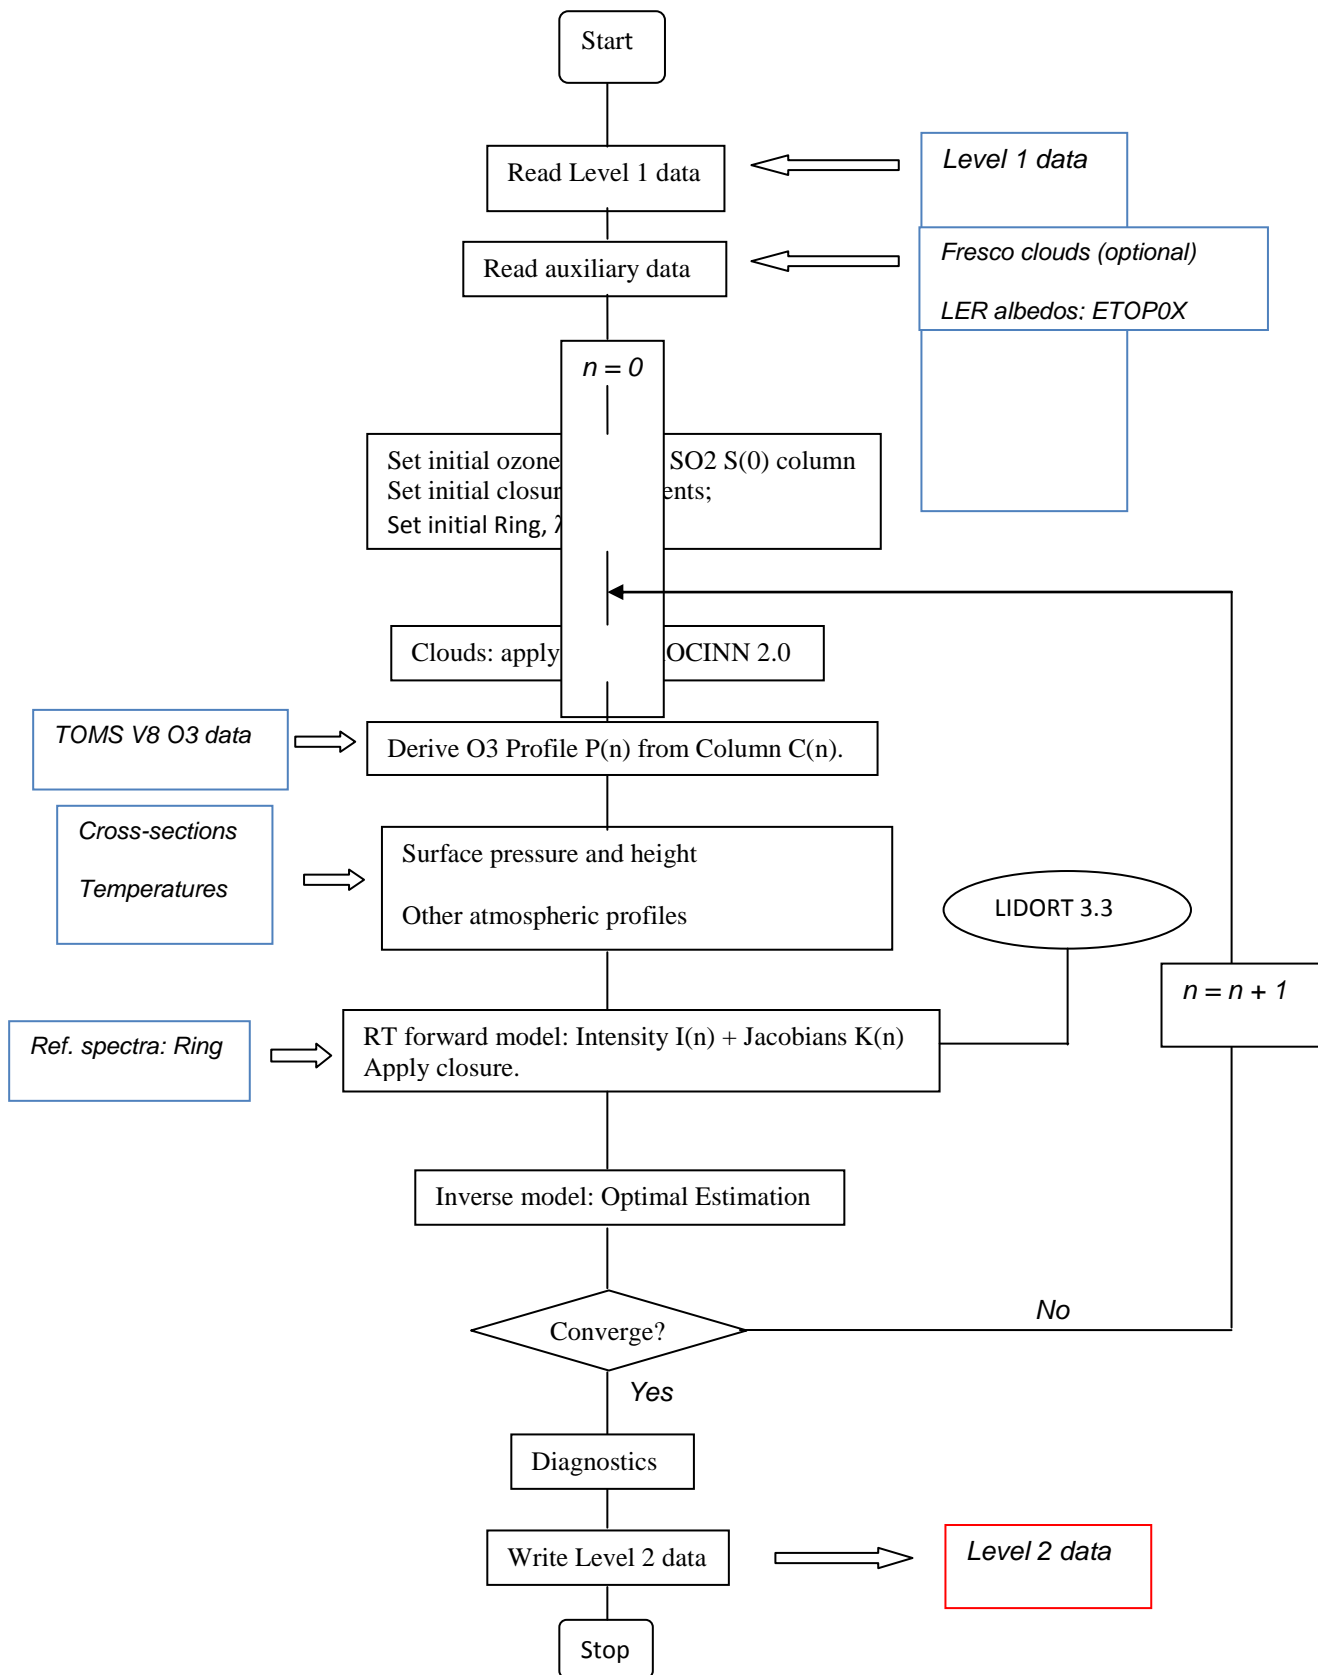 Start
Read Level 1 data
Level 1 data
Read auxiliary data
Fresco clouds (optional)
LER albedos: ETOP0X
n = 0
Set initial ozone SO2 S(0) column
Set initial closur ents;
Set initial Ring,
Clouds: apply OCINN 2.0
TOMS V8 O3 data
Derive O3 Profile P(n) from Column C(n).
Cross-sections
Temperatures
Surface pressure and height
Other atmospheric profiles
LIDORT 3.3
n = n + 1
Ref. spectra: Ring
RT forward model: Intensity I(n) + Jacobians K(n)
Apply closure.
Inverse model: Optimal Estimation
Converge?
No
Yes
Diagnostics
Write Level 2 data
Level 2 data
Stop